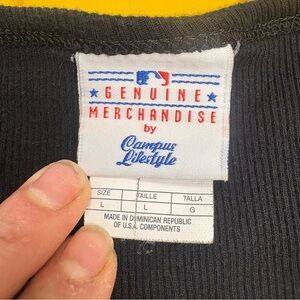 GENUINE
MERCHANDISE
by
Campus
Lifestyle
SIZE TAILLE TALLA
L L G
MADE IN DOMINICAN REPUBLIC
OF U.S.A. COMPONENTS